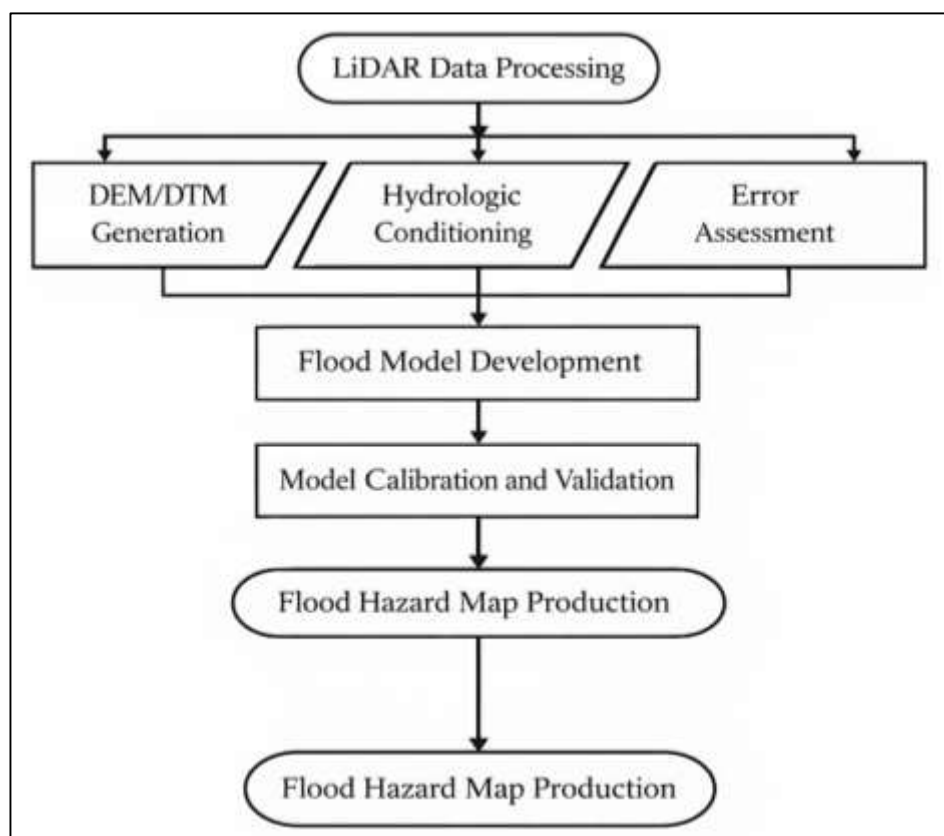 LiDAR Data Processing
DEM/DTM
Generation
Hydrologic
Conditioning
Error
Assessment
Flood Model Development
Model Calibration and Validation
Flood Hazard Map Production
Flood Hazard Map Production